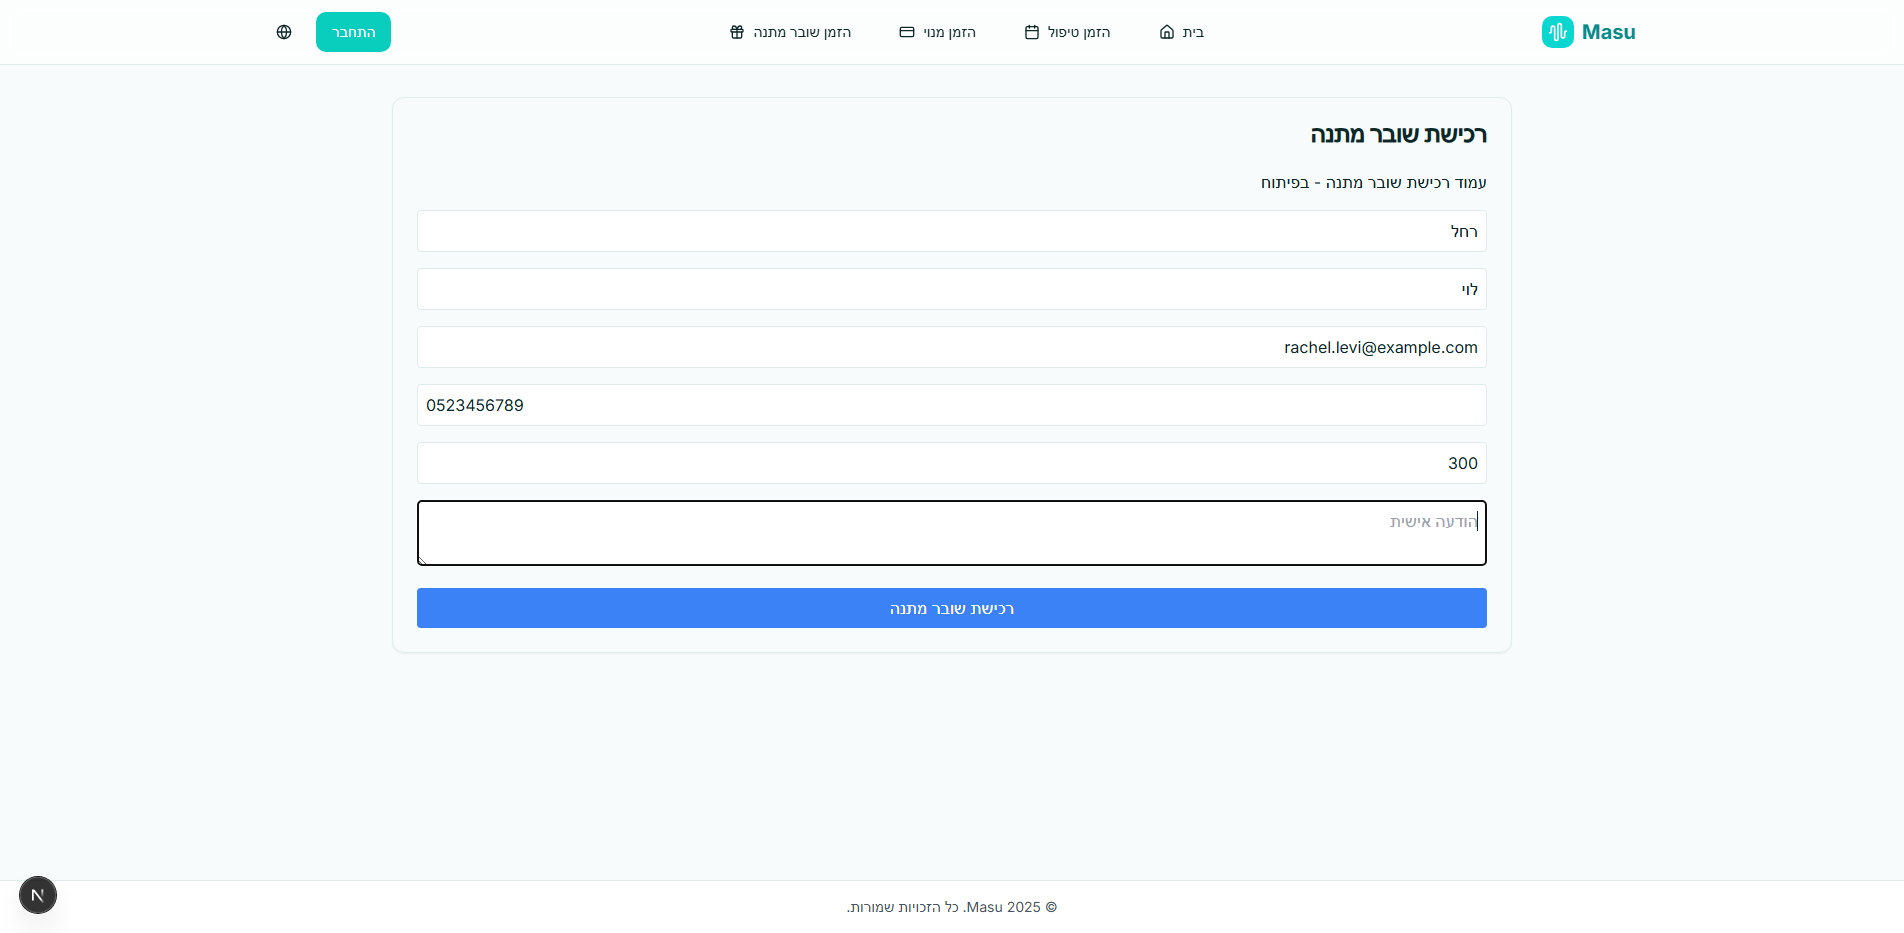 Masu
בית
הזמן טיפול
הזמן מנוי
הזמן שובר מתנה
התחבר
רכישת שובר מתנה
עמוד רכישת שובר מתנה - בפיתוח
רחל
לוי
rachel.levi@example.com
0523456789
300
הודעה אישית
רכישת שובר מתנה
© 2025 Masu. כל הזכויות שמורות.
N